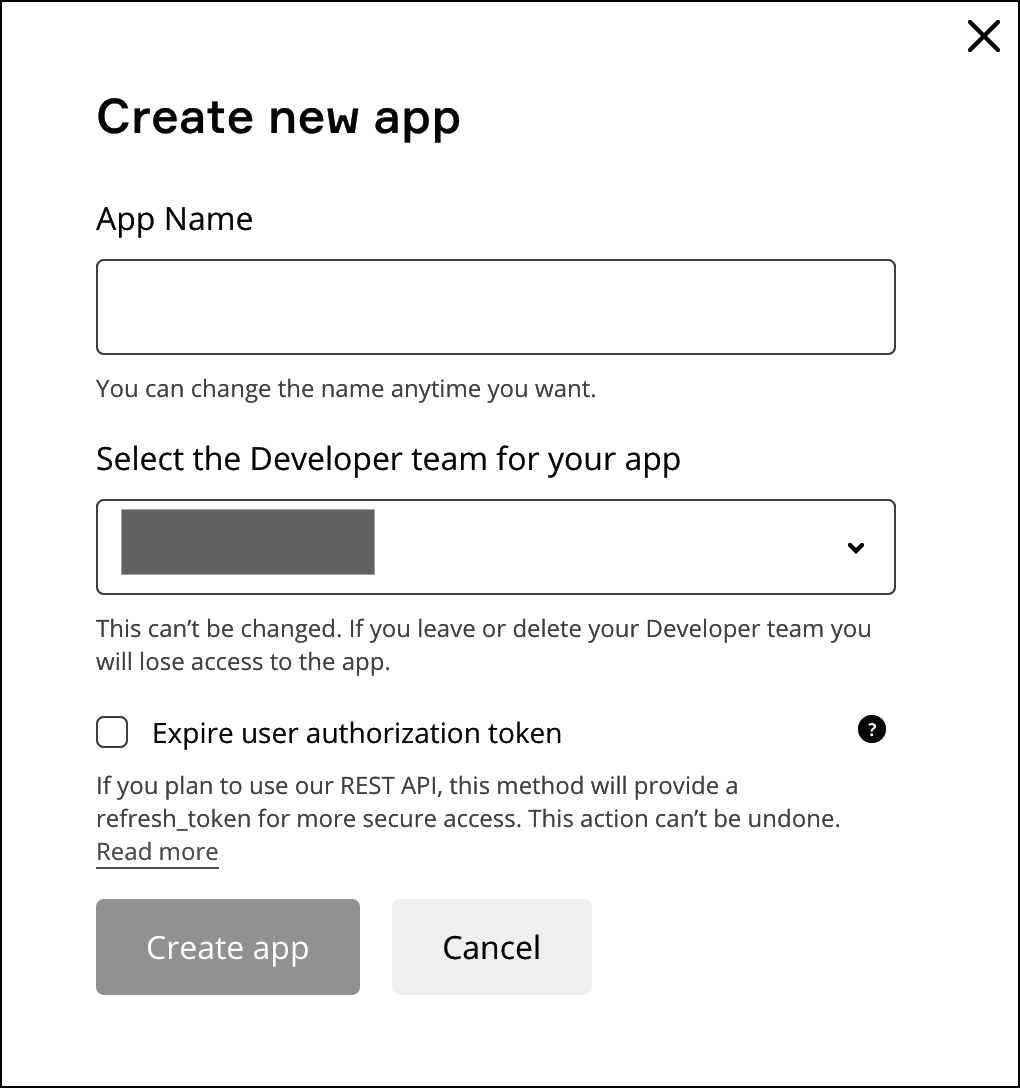 Create new app
App Name
You can change the name anytime you want.
Select the Developer team for your app
This can’t be changed. If you leave or delete your Developer team you
will lose access to the app.
Expire user authorization token
?
If you plan to use our REST API, this method will provide a
refresh_token for more secure access. This action can’t be undone.
Read more
Create app
Cancel